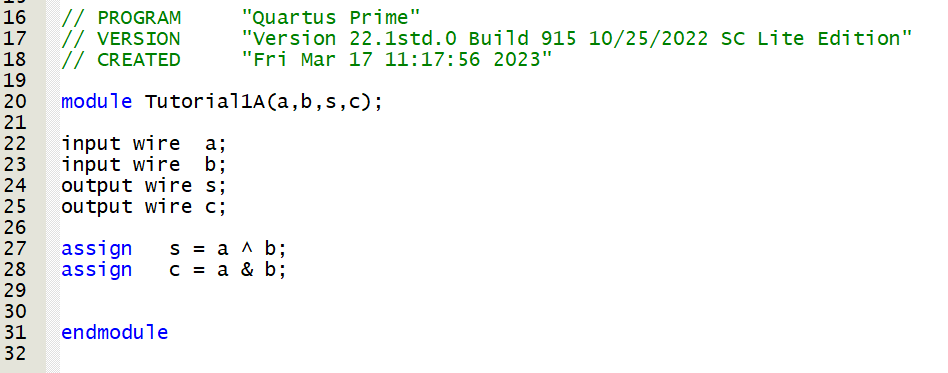 16 // PROGRAM "Quartus Prime"
17 // VERSION "Version 22.1std.0 Build 915 10/25/2022 SC Lite Edition"
18 // CREATED "Fri Mar 17 11:17:56 2023"
19
20 module Tutorial1A(a,b,s,c);
21
22 input wire a;
23 input wire b;
24 output wire s;
25 output wire c;
26
27 assign s = a ^ b;
28 assign c = a & b;
29
30
31 endmodule
32